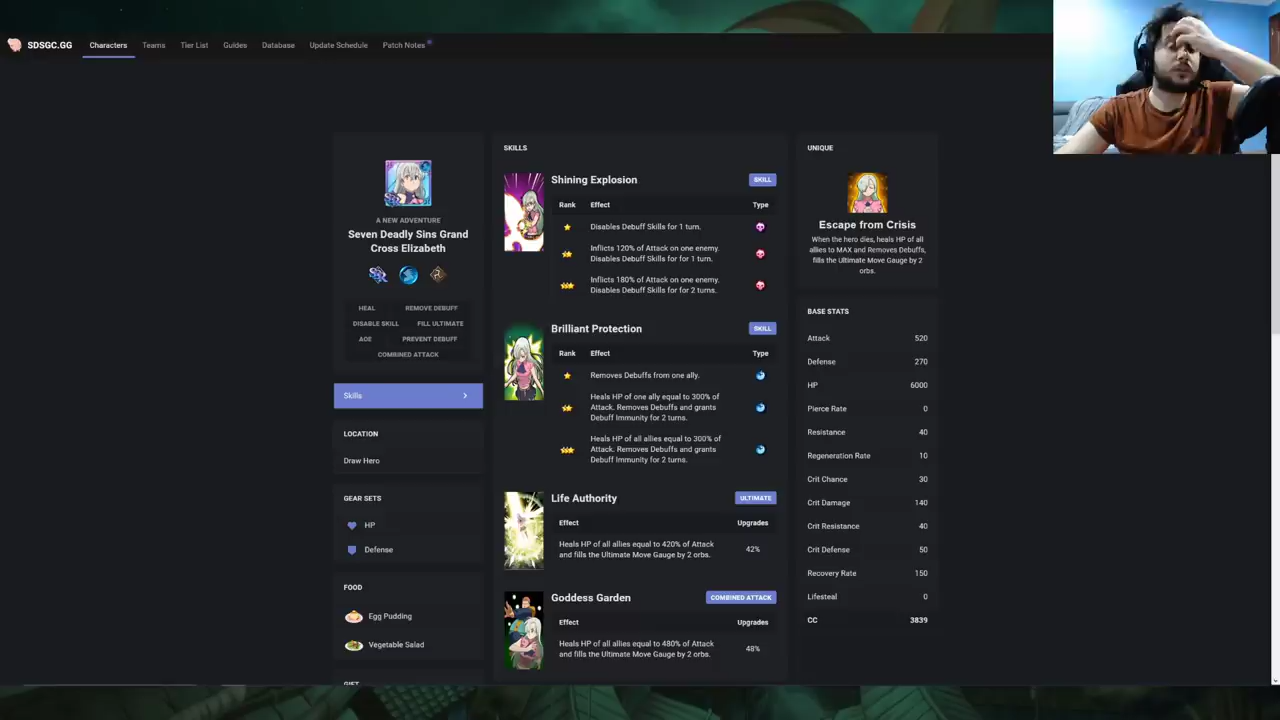 SDSGC.GG
Characters
Teams
Tier List
Guides
Database
Update Schedule
Patch Notes
A NEW ADVENTURE
Seven Deadly Sins Grand
Cross Elizabeth
HEAL
REMOVE DEBUFF
DISABLE SKILL
FILL ULTIMATE
AOE
PREVENT DEBUFF
COMBINED ATTACK
Skills
LOCATION
Draw Hero
GEAR SETS
HP
Defense
FOOD
Egg Pudding
Vegetable Salad
GIFT
SKILLS
Shining Explosion
SKILL
Rank
Effect
Type
Disables Debuff Skills for 1 turn.
Inflicts 120% of Attack on one enemy.
Disables Debuff Skills for for 1 turn.
Inflicts 180% of Attack on one enemy.
Disables Debuff Skills for for 2 turns.
Brilliant Protection
SKILL
Rank
Effect
Type
Removes Debuffs from one ally.
Heals HP of one ally equal to 300% of
Attack. Removes Debuffs and grants
Debuff Immunity for 2 turns.
Heals HP of all allies equal to 300% of
Attack. Removes Debuffs and grants
Debuff Immunity for 2 turns.
Life Authority
ULTIMATE
Effect
Upgrades
Heals HP of all allies equal to 420% of Attack
and fills the Ultimate Move Gauge by 2 orbs.
42%
Goddess Garden
COMBINED ATTACK
Effect
Upgrades
Heals HP of all allies equal to 480% of Attack
and fills the Ultimate Move Gauge by 2 orbs.
48%
UNIQUE
Escape from Crisis
When the hero dies, heals HP of all
allies to MAX and Removes Debuffs,
fills the Ultimate Move Gauge by 2
orbs.
BASE STATS
Attack 520
Defense 270
HP 6000
Pierce Rate 0
Resistance 40
Regeneration Rate 10
Crit Chance 30
Crit Damage 140
Crit Resistance 40
Crit Defense 50
Recovery Rate 150
Lifesteal 0
CC 3839